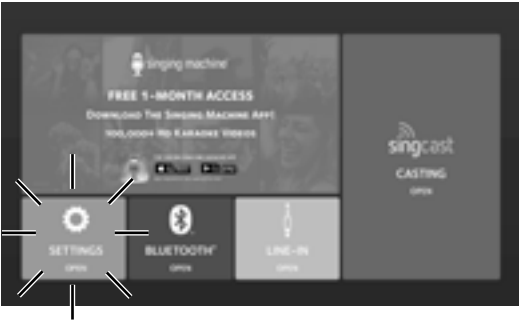 singing machine
FREE 1-MONTH ACCESS
DOWNLOAD THE SINGING MACHINE APP!
100,000+ HD KARAOKE VIDEOS
singcast
CASTING
OPEN
SETTINGS
OPEN
BLUETOOTH®
OPEN
LINE-IN
OPEN